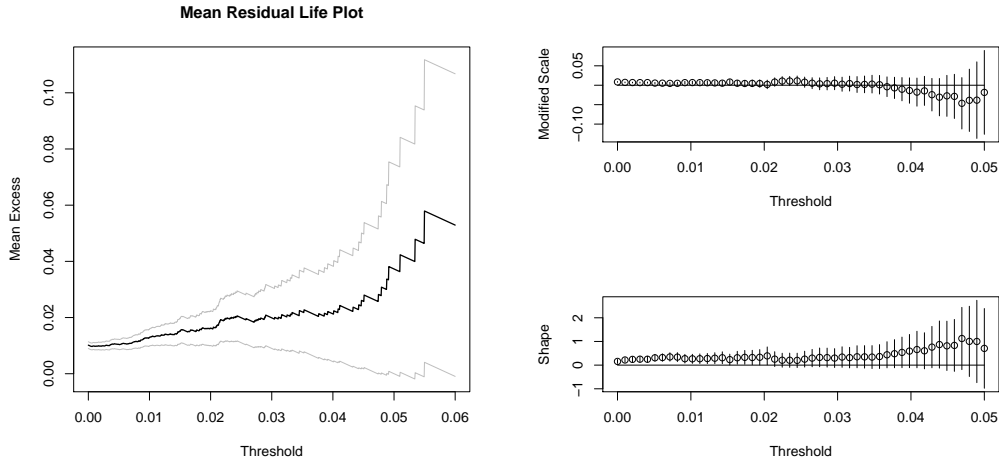 Mean Residual Life Plot
Mean Excess
0.10
0.08
0.06
0.04
0.02
0.00
0.00 0.01 0.02 0.03 0.04 0.05 0.06
Threshold
Modified Scale
0.05
−0.10
0.00 0.01 0.02 0.03 0.04 0.05
Threshold
Shape
2
1
0
−1
0.00 0.01 0.02 0.03 0.04 0.05
Threshold